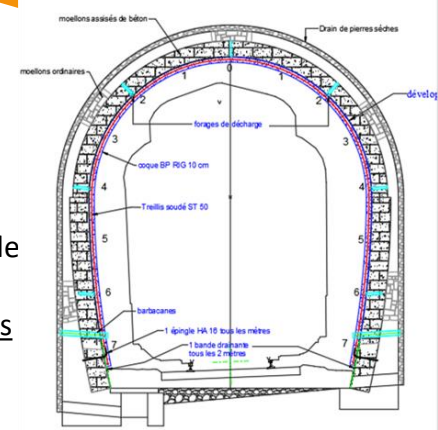 moellons assisés de béton
Drain de pierres sèches
moellons ordinaires
0
1
1
2
2
forages de décharge
dévelop
3
3
coque BP RIG 10 cm
4
4
Treillis soudé ST 50
5
5
le
6
6
s
barbacanes
1 épingle HA 16 tous les mètres
7
7
1 bande drainante
tous les 2 mètres